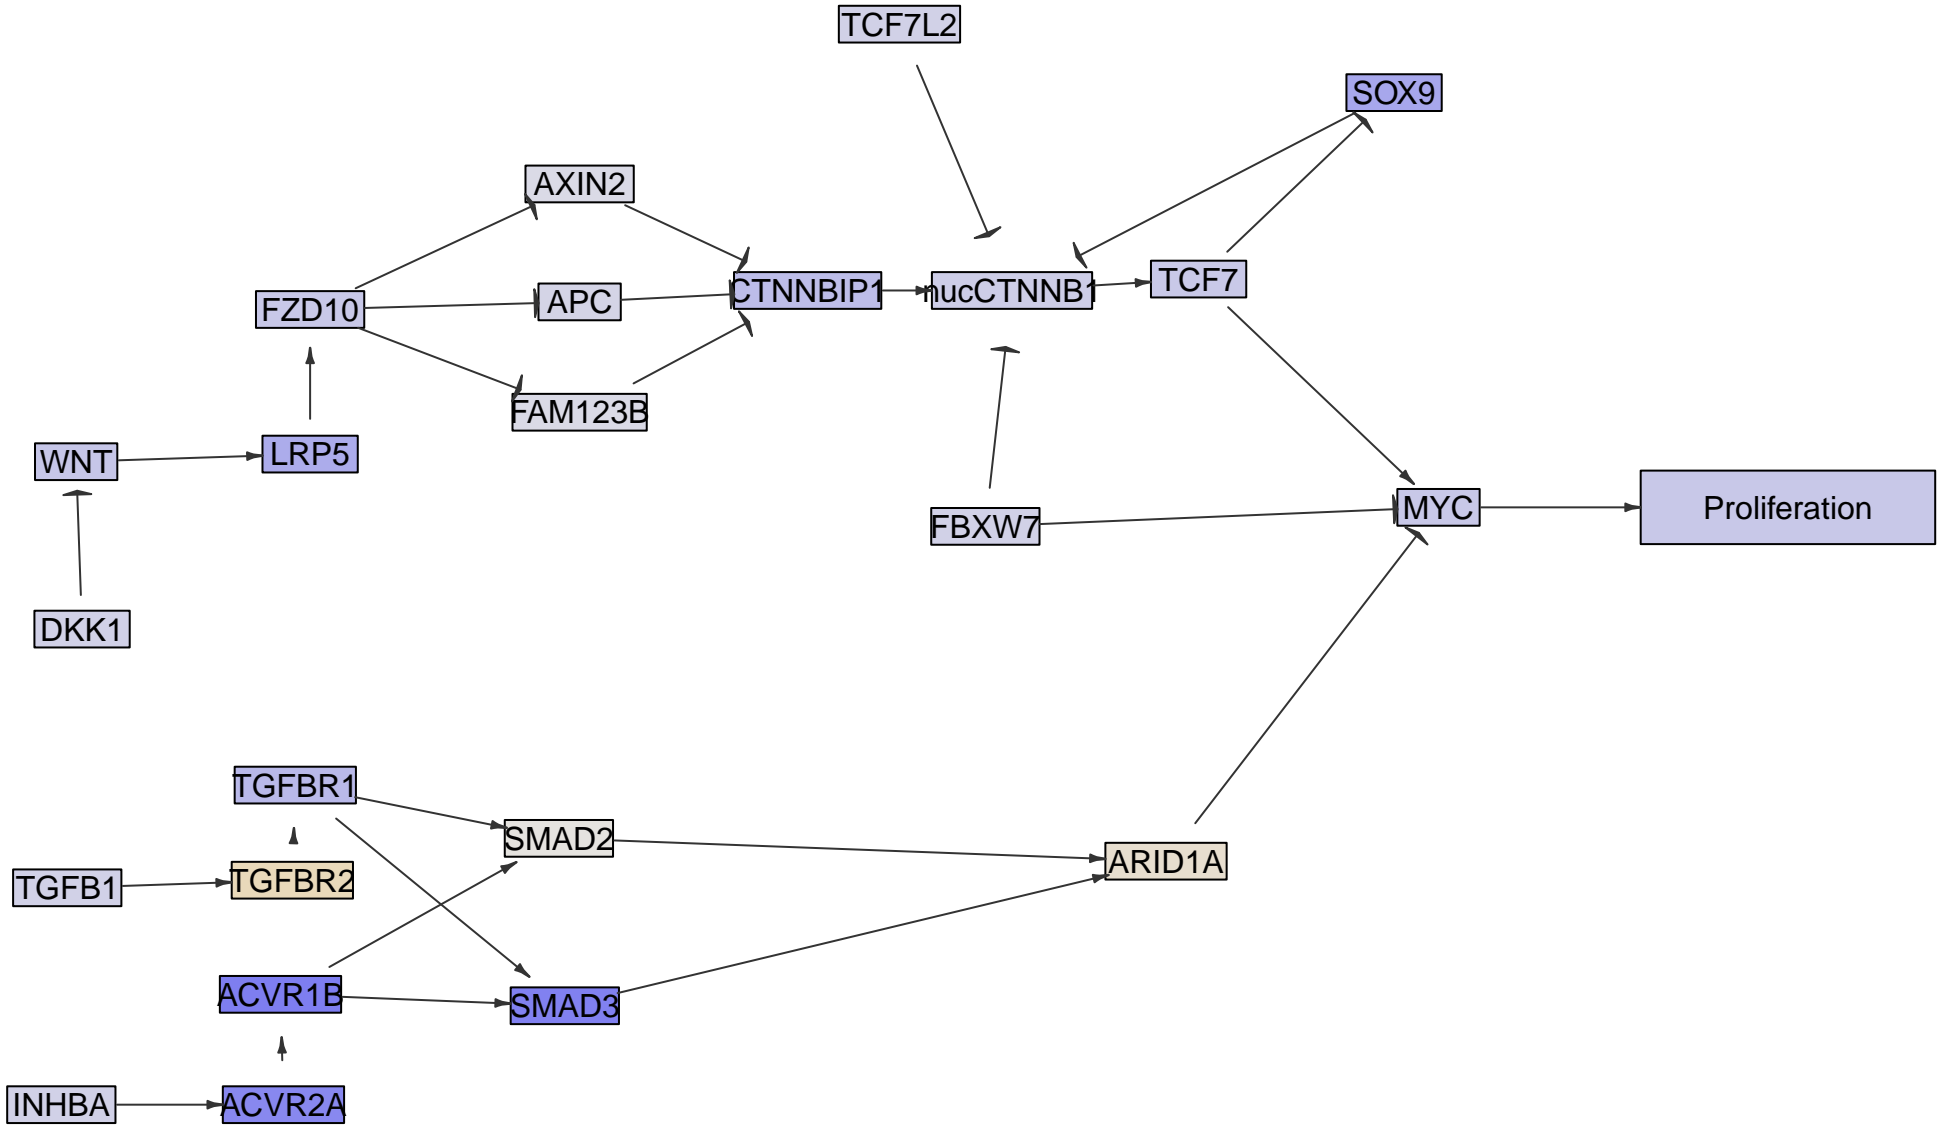 TCF7L2
SOX9
AXIN2
FZD10
APC
CTNNBIP1
nucCTNNB1
TCF7
FAM123B
WNT
LRP5
FBXW7
MYC
Proliferation
DKK1
TGFBR1
SMAD2
ARID1A
TGFB1
TGFBR2
ACVR1B
SMAD3
INHBA
ACVR2A